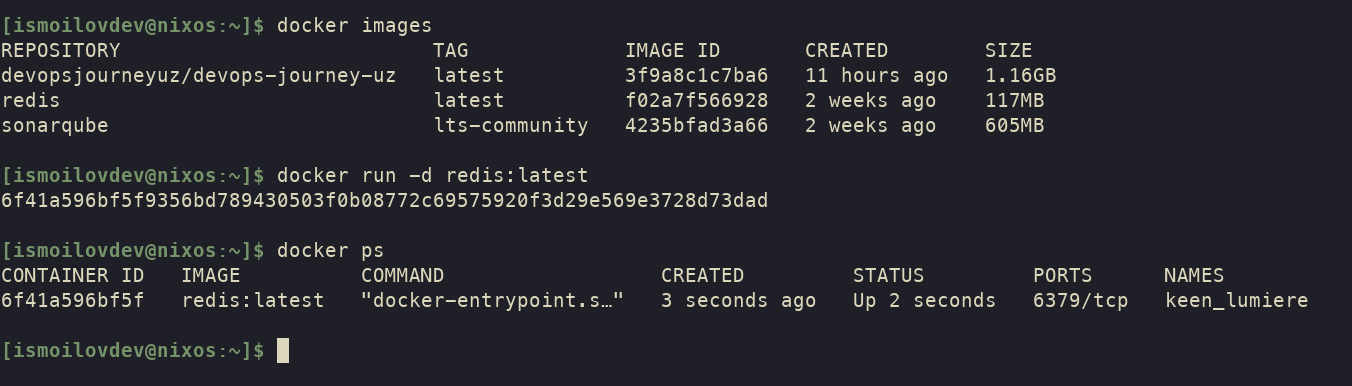 [ismoilovdev@nixos:~]$ docker images
REPOSITORY                          TAG             IMAGE ID       CREATED        SIZE
devopsjourneyuz/devops-journey-uz   latest          3f9a8c1c7ba6   11 hours ago   1.16GB
redis                               latest          f02a7f566928   2 weeks ago    117MB
sonarqube                           lts-community   4235bfad3a66   2 weeks ago    605MB
[ismoilovdev@nixos:~]$ docker run -d redis:latest
6f41a596bf5f9356bd789430503f0b08772c69575920f3d29e569e3728d73dad
[ismoilovdev@nixos:~]$ docker ps
CONTAINER ID   IMAGE          COMMAND                  CREATED         STATUS         PORTS      NAMES
6f41a596bf5f   redis:latest   "docker-entrypoint.s…"   3 seconds ago   Up 2 seconds   6379/tcp   keen_lumiere
[ismoilovdev@nixos:~]$